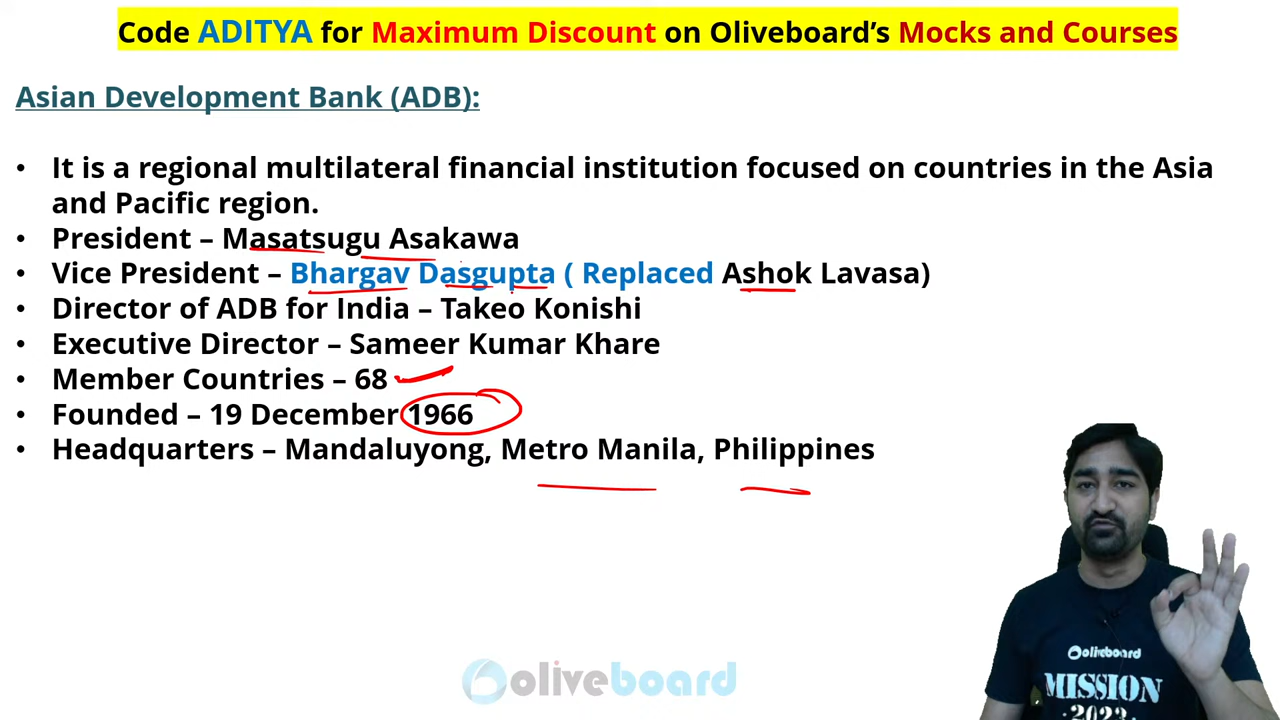 Code ADITYA for Maximum Discount on Oliveboard’s Mocks and Courses
Asian Development Bank (ADB):
• It is a regional multilateral financial institution focused on countries in the Asia
and Pacific region.
• President – Masatsugu Asakawa
• Vice President – Bhargav Dasgupta ( Replaced Ashok Lavasa)
• Director of ADB for India – Takeo Konishi
• Executive Director – Sameer Kumar Khare
• Member Countries – 68
• Founded – 19 December 1966
• Headquarters – Mandaluyong, Metro Manila, Philippines
oliveboard
MISSION
2023
oliveboard